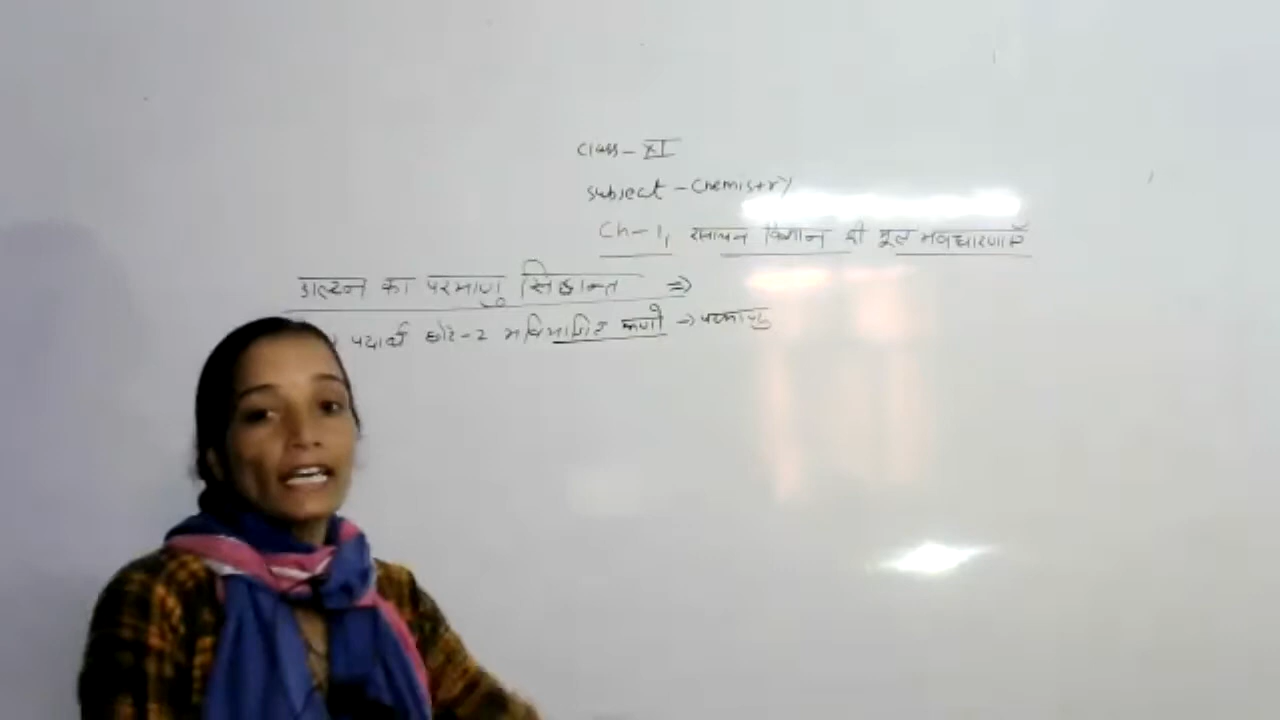 Class - XI
Subject - Chemistry
Ch-1, रसायन विज्ञान की मूल अवधारणाएँ
डाल्टन का परमाणु सिद्धान्त ⇒
पदार्थ छोटे-2 अविभाजित कणों → परमाणु